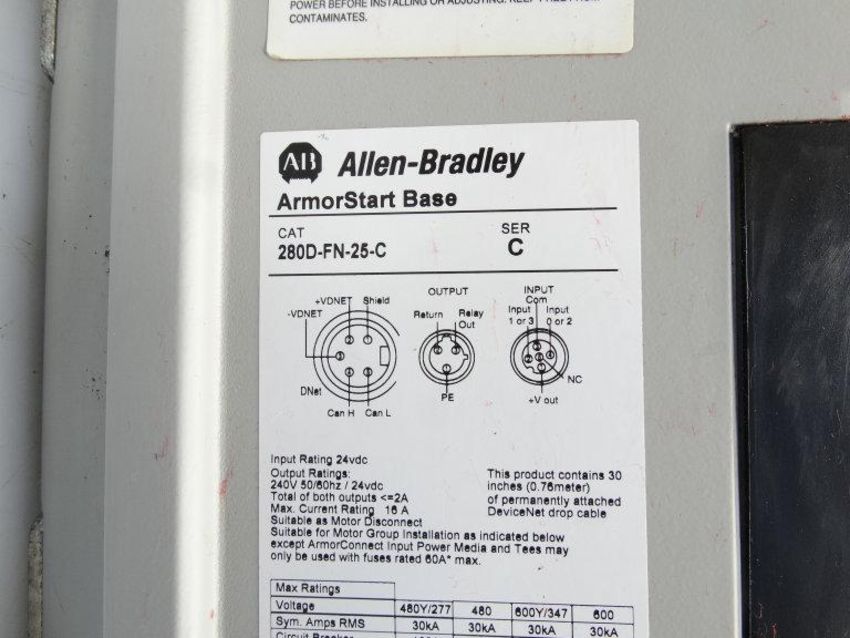 POWER BEFORE INSTALLING OR ADJUSTING. KEEP FREE FROM
CONTAMINATES.
AB Allen-Bradley
ArmorStart Base
CAT
280D-FN-25-C
SER
C
+VDNET Shield
-VDNET
DNet
Can H Can L
OUTPUT
Return Relay
Out
PE
INPUT
Com
Input Input
1 or 3 0 or 2
NC
+V out
Input Rating 24vdc
Output Ratings:
240V 50/60hz / 24vdc
Total of both outputs <=2A
Max. Current Rating 16 A
Suitable as Motor Disconnect
Suitable for Motor Group Installation as indicated below
except ArmorConnect Input Power Media and Tees may
only be used with fuses rated 60A* max.
This product contains 30
inches (0.76meter)
of permanently attached
DeviceNet drop cable
Max Ratings
Voltage 480Y/277 480 600Y/347 600
Sym. Amps RMS 30kA 30kA 30kA 30kA
Circuit Breaker